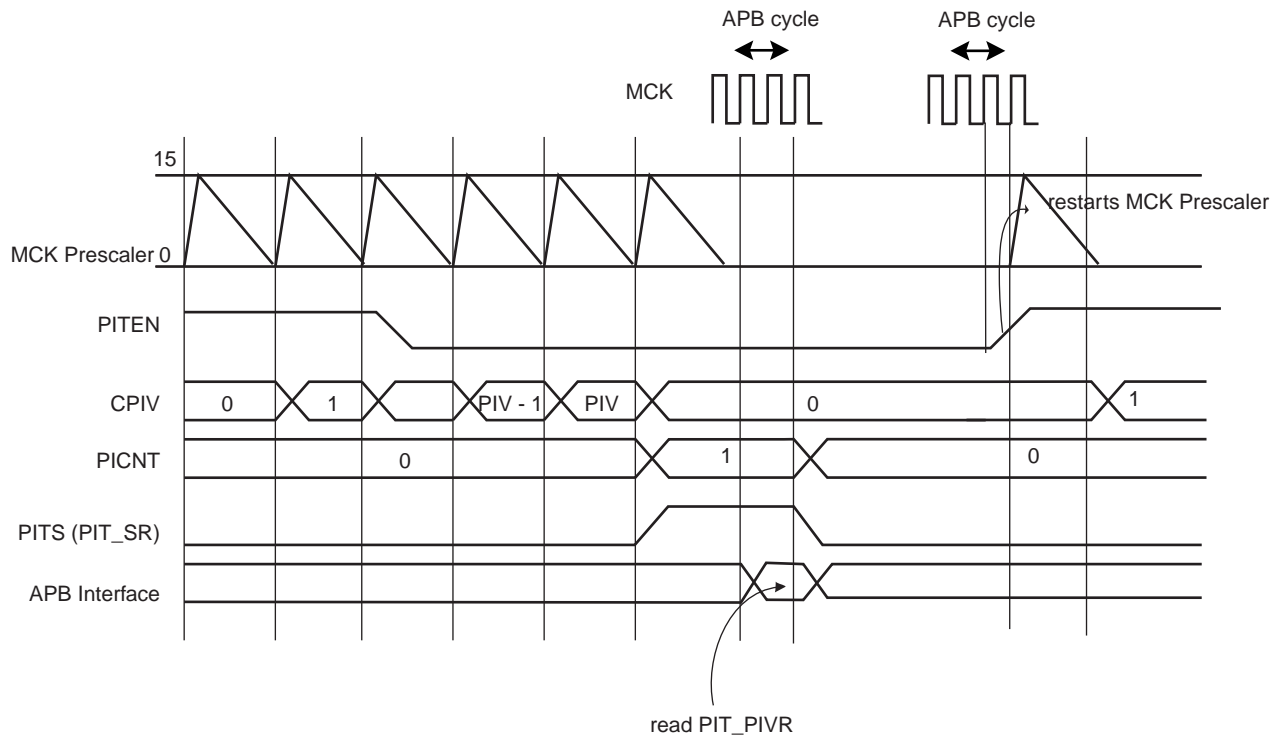 APB cycle
APB cycle
MCK
15
restarts MCK Prescaler
MCK Prescaler 0
PITEN
CPIV
0
1
PIV - 1
PIV
0
1
PICNT
0
1
0
PITS (PIT_SR)
APB Interface
read PIT_PIVR